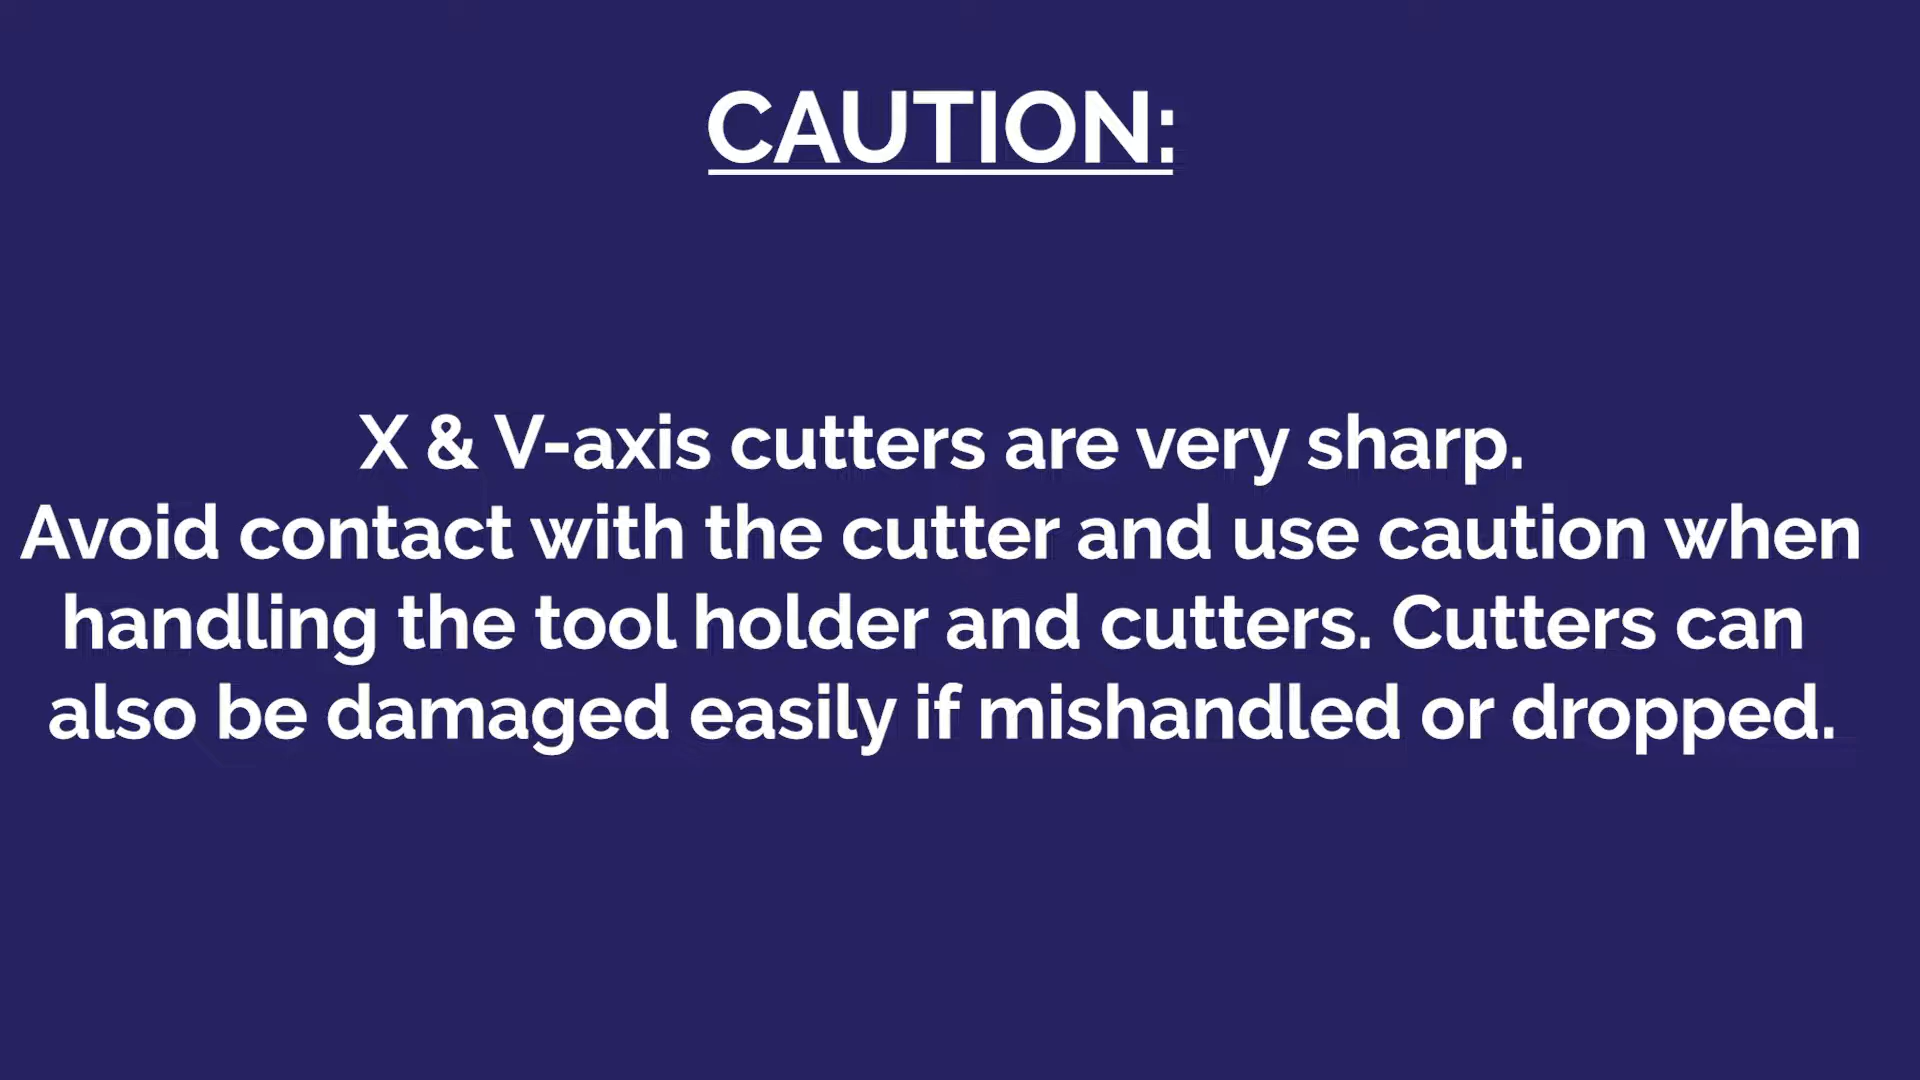 CAUTION:
X & V-axis cutters are very sharp.
Avoid contact with the cutter and use caution when
handling the tool holder and cutters. Cutters can
also be damaged easily if mishandled or dropped.